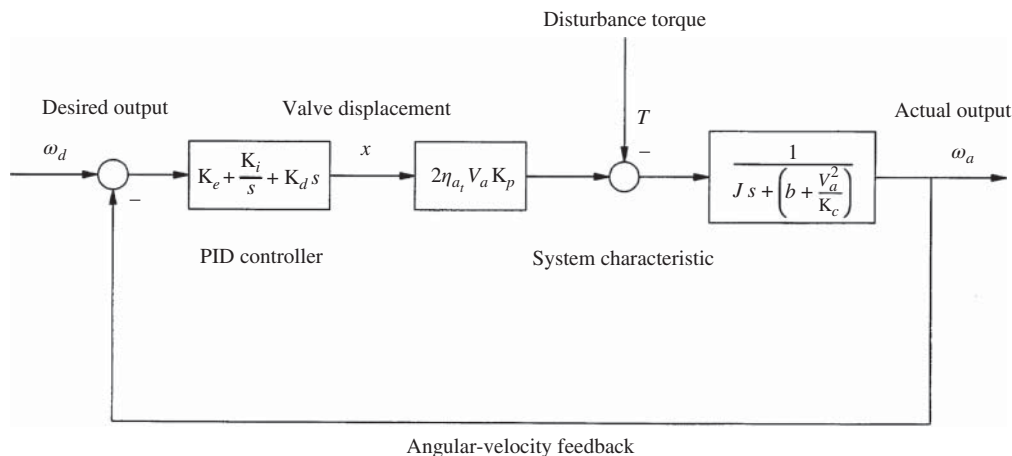 Disturbance torque
Desired output
Valve displacement
Actual output
T
ω_d
x
ω_a
−
K_e + K_i/s + K_d s
2η_{a_t} V_a K_p
1/(J s + (b + V_a^2/K_c))
−
PID controller
System characteristic
Angular-velocity feedback